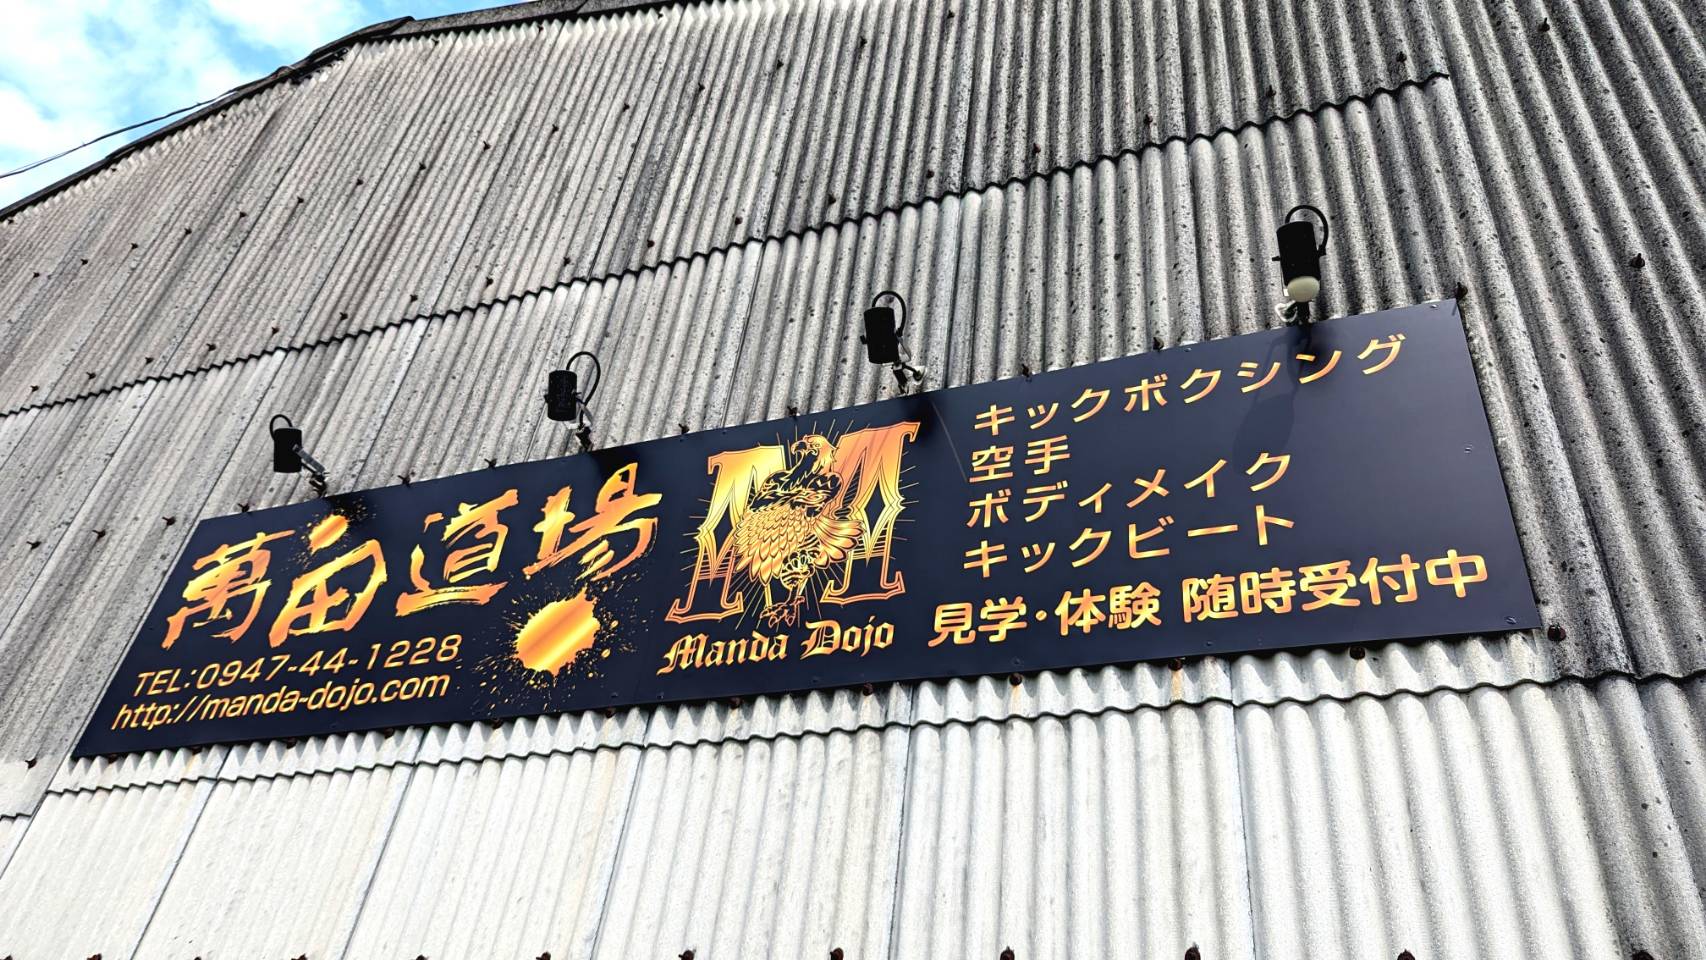 萬田道場
TEL:0947-44-1228
http://manda-dojo.com
M
Manda Dojo
キックボクシング
空手
ボディメイク
キックビート
見学・体験 随時受付中